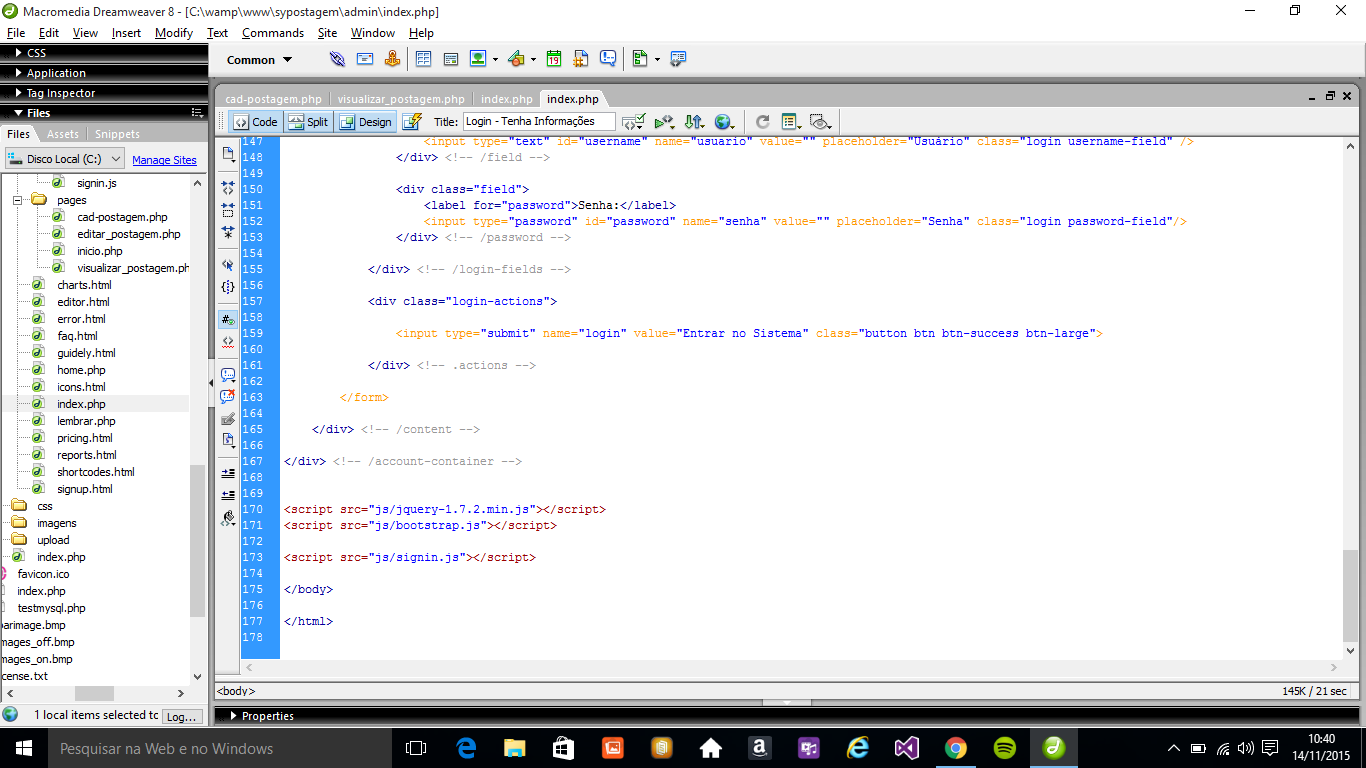 Macromedia Dreamweaver 8 - [C:\wamp\www\sypostagem\admin\index.php]
File Edit View Insert Modify Text Commands Site Window Help
CSS
Application
Tag Inspector
Files
Files Assets Snippets
Disco Local (C:) Manage Sites
signin.js
pages
cad-postagem.php
editar_postagem.php
inicio.php
visualizar_postagem.ph
charts.html
editor.html
error.html
faq.html
guidely.html
home.php
icons.html
index.php
lembrar.php
pricing.html
reports.html
shortcodes.html
signup.html
css
imagens
upload
index.php
favicon.ico
index.php
testmysql.php
arimage.bmp
mages_off.bmp
mages_on.bmp
cense.txt
1 local items selected tc Log...
Common
19
cad-postagem.php visualizar_postagem.php index.php index.php
Code Split Design Title: Login - Tenha Informações
147 <input type="text" id="username" name="usuario" value="" placeholder="Usuário" class="login username-field" />
148 </div> <!-- /field -->
149
150 <div class="field">
151 <label for="password">Senha:</label>
152 <input type="password" id="password" name="senha" value="" placeholder="Senha" class="login password-field"/>
153 </div> <!-- /password -->
154
155 </div> <!-- /login-fields -->
156
157 <div class="login-actions">
158
159 <input type="submit" name="login" value="Entrar no Sistema" class="button btn btn-success btn-large">
160
161 </div> <!-- .actions -->
162
163 </form>
164
165 </div> <!-- /content -->
166
167 </div> <!-- /account-container -->
168
169
170 <script src="js/jquery-1.7.2.min.js"></script>
171 <script src="js/bootstrap.js"></script>
172
173 <script src="js/signin.js"></script>
174
175 </body>
176
177 </html>
178
<body> 145K / 21 sec
Properties
Pesquisar na Web e no Windows
10:40
14/11/2015